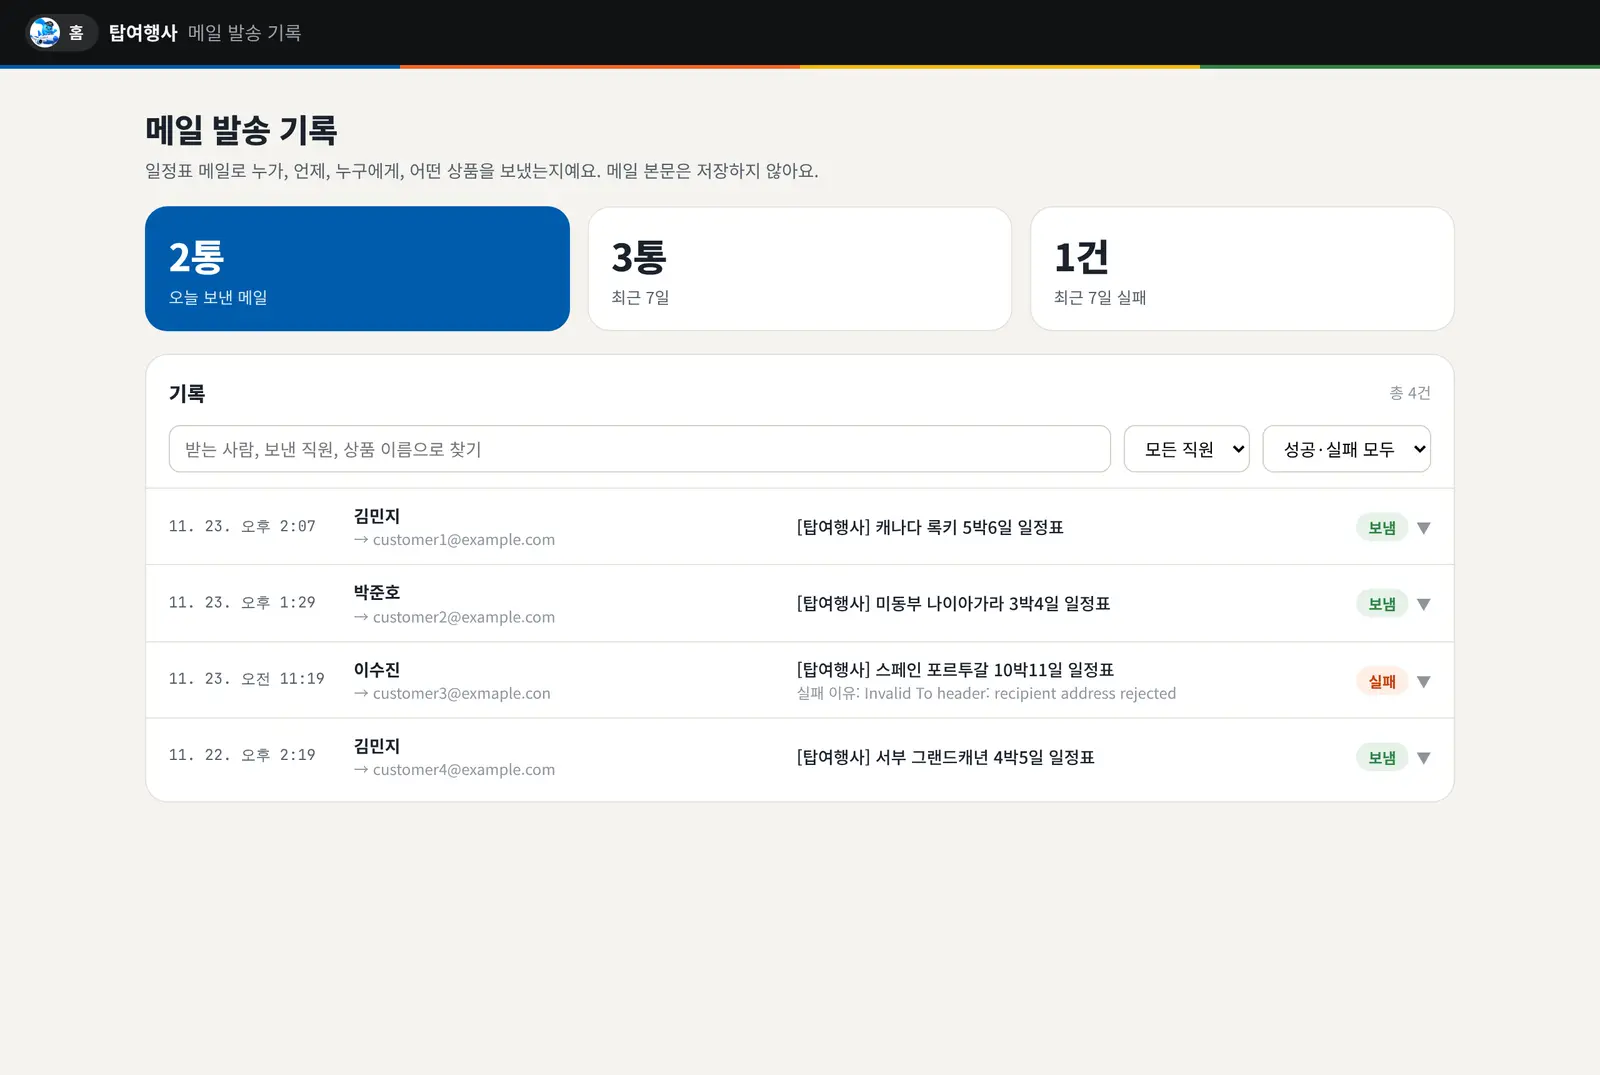 홈 탑여행사 메일 발송 기록
메일 발송 기록
일정표 메일로 누가, 언제, 누구에게, 어떤 상품을 보냈는지예요. 메일 본문은 저장하지 않아요.
2통
오늘 보낸 메일
3통
최근 7일
1건
최근 7일 실패
기록
총 4건
받는 사람, 보낸 직원, 상품 이름으로 찾기
모든 직원
성공·실패 모두
11. 23. 오후 2:07
김민지
→ customer1@example.com
[탑여행사] 캐나다 록키 5박6일 일정표
보냄 ▼
11. 23. 오후 1:29
박준호
→ customer2@example.com
[탑여행사] 미동부 나이아가라 3박4일 일정표
보냄 ▼
11. 23. 오전 11:19
이수진
→ customer3@exmaple.con
[탑여행사] 스페인 포르투갈 10박11일 일정표
실패 이유: Invalid To header: recipient address rejected
실패 ▼
11. 22. 오후 2:19
김민지
→ customer4@example.com
[탑여행사] 서부 그랜드캐년 4박5일 일정표
보냄 ▼